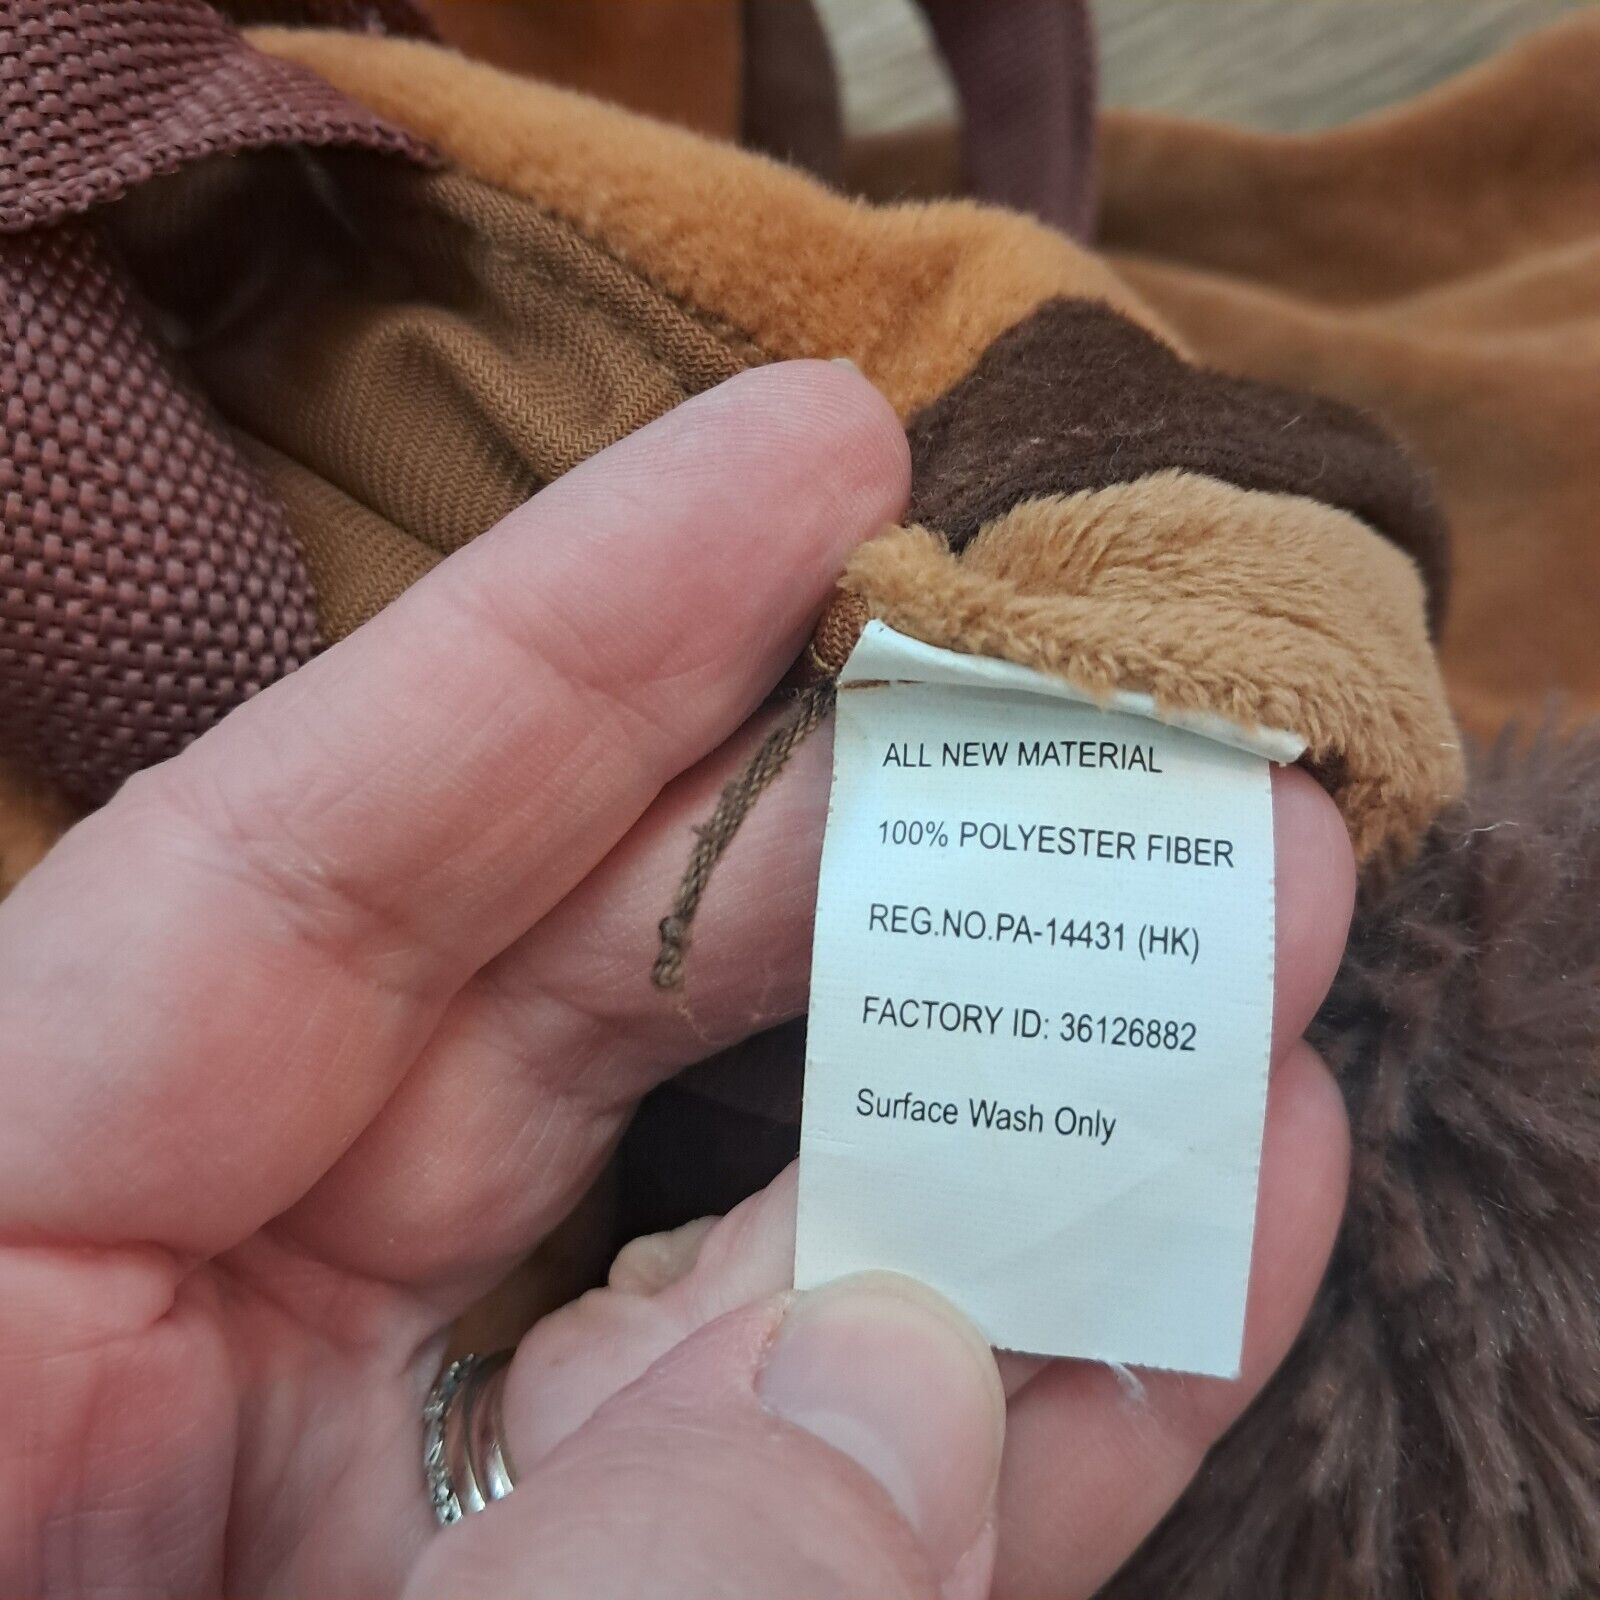 ALL NEW MATERIAL
100% POLYESTER FIBER
REG.NO.PA-14431 (HK)
FACTORY ID: 36126882
Surface Wash Only